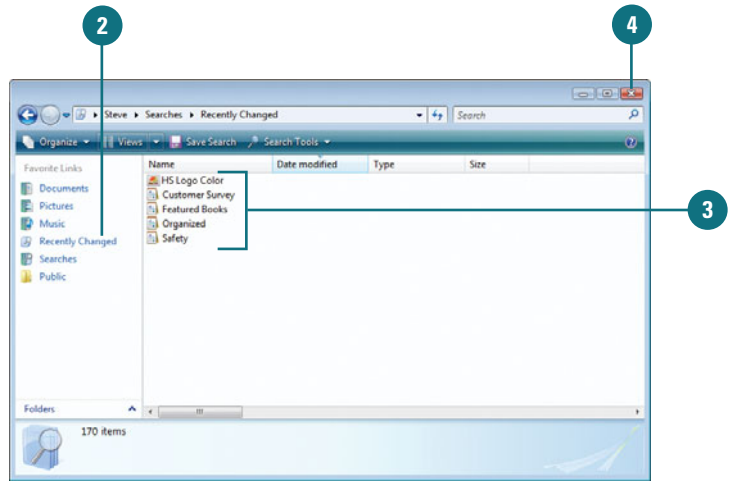 2
4
Steve ▸ Searches ▸ Recently Changed
Search
Organize
Views
Save Search
Search Tools
Favorite Links
Name
Date modified
Type
Size
Documents
HS Logo Color
Customer Survey
Pictures
Featured Books
3
Music
Organized
Recently Changed
Safety
Searches
Public
Folders
170 items